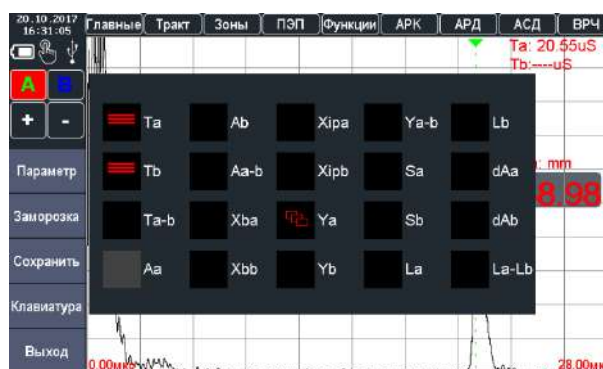 20.10.2017
16:31:05
Главные Тракт Зоны ПЭП Функции АРК АРД АСД ВРЧ
Ta: 20.55uS
Tb:----uS
A B
+ -
Ta Ab Xipa Ya-b Lb
Параметр
Tb Aa-b Xipb Sa dAa
mm
8.98
Заморозка
Ta-b Xba Ya Sb dAb
Сохранить
Aa Xbb Yb La La-Lb
Клавиатура
Выход
0.00мк 28.00мк